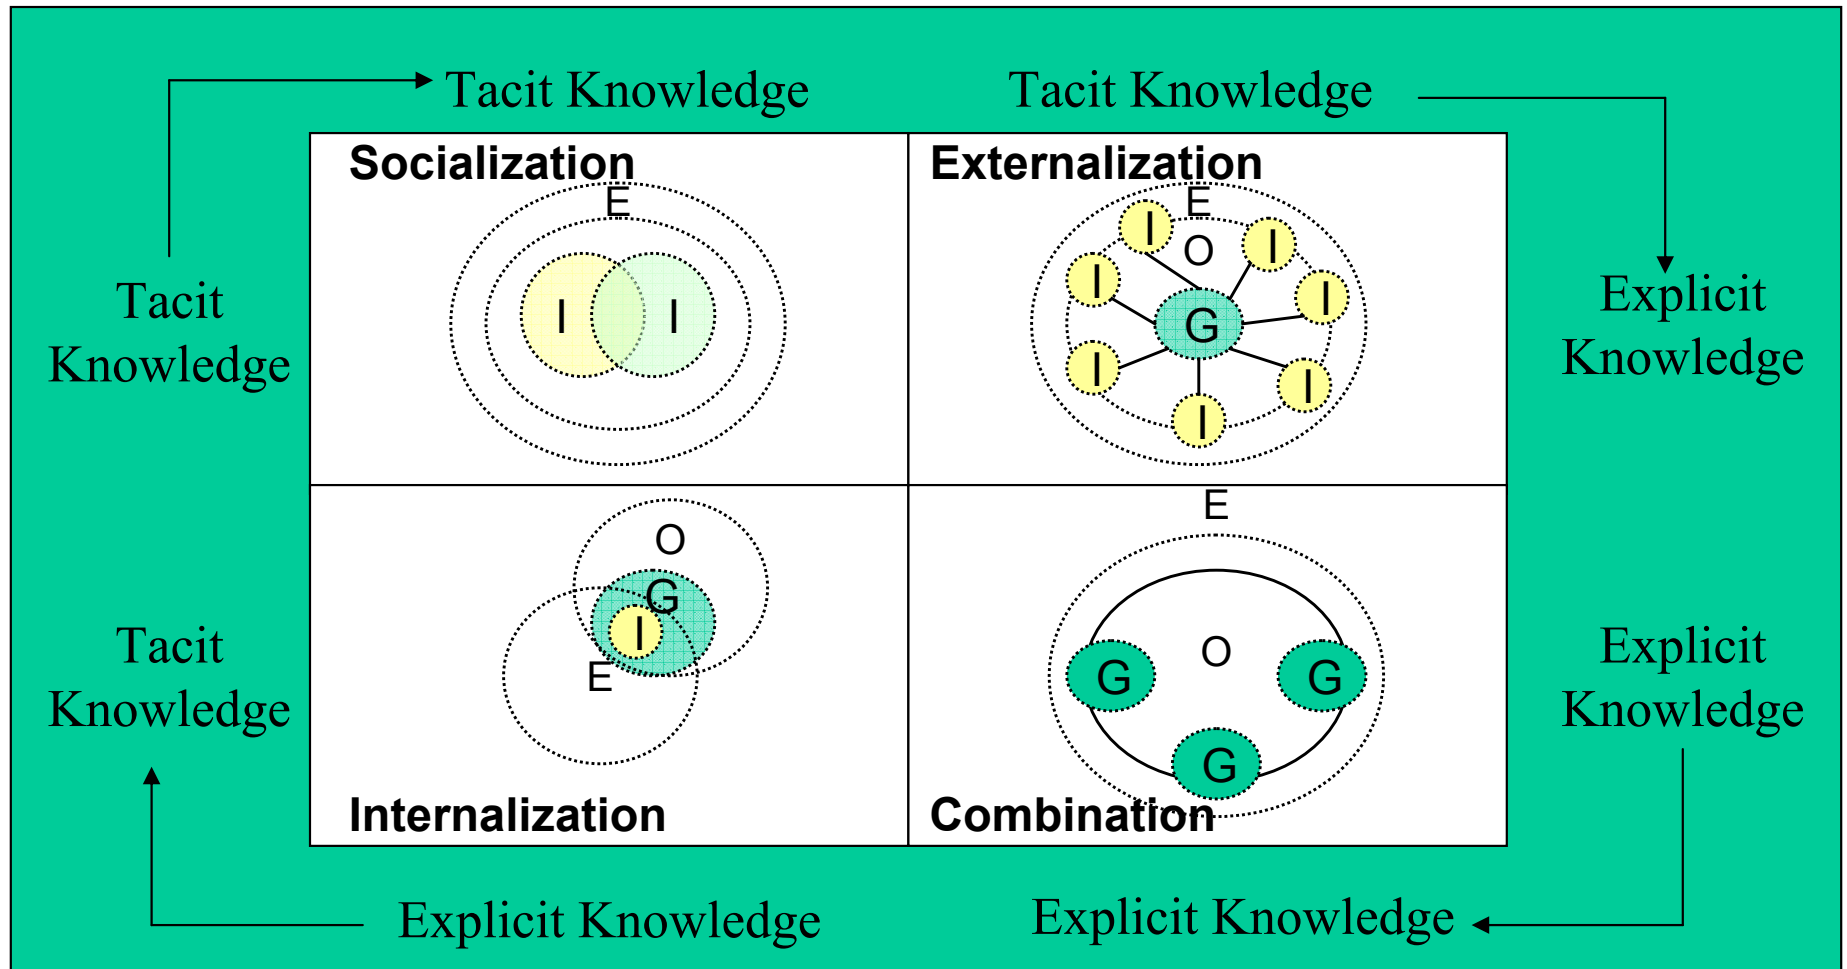 Tacit Knowledge
Tacit Knowledge
Socialization
Externalization
E
I
I
E
O
I
I
I
I
I
I
I
G
Tacit
Knowledge
Explicit
Knowledge
O
G
I
E
Internalization
E
O
G
G
G
Combination
Tacit
Knowledge
Explicit
Knowledge
Explicit Knowledge
Explicit Knowledge